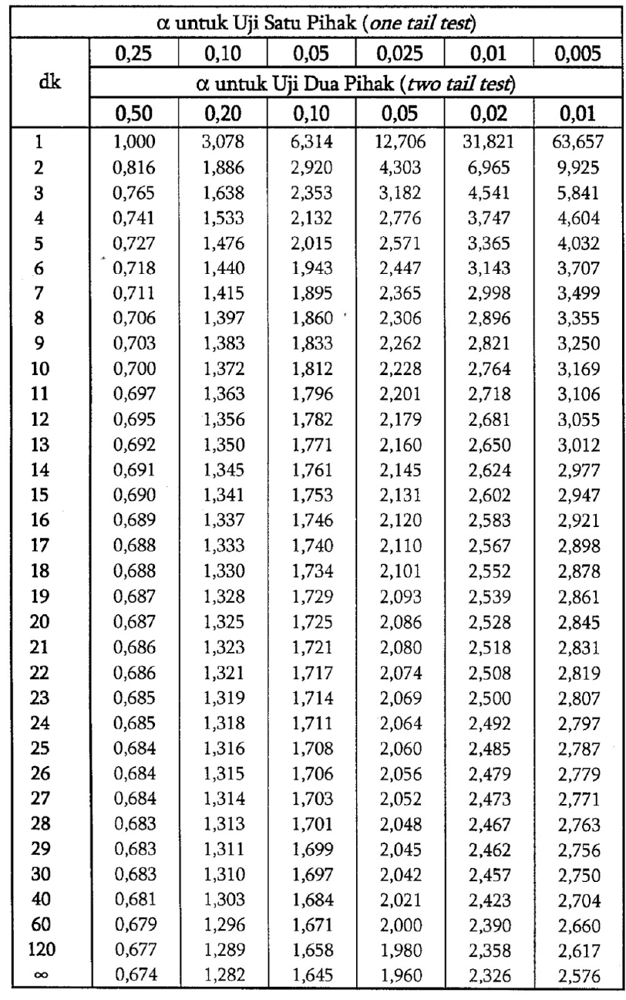 α untuk Uji Satu Pihak (one tail test)
dk 0,25 0,10 0,05 0,025 0,01 0,005
α untuk Uji Dua Pihak (two tail test)
0,50 0,20 0,10 0,05 0,02 0,01
1 1,000 3,078 6,314 12,706 31,821 63,657
2 0,816 1,886 2,920 4,303 6,965 9,925
3 0,765 1,638 2,353 3,182 4,541 5,841
4 0,741 1,533 2,132 2,776 3,747 4,604
5 0,727 1,476 2,015 2,571 3,365 4,032
6 0,718 1,440 1,943 2,447 3,143 3,707
7 0,711 1,415 1,895 2,365 2,998 3,499
8 0,706 1,397 1,860 2,306 2,896 3,355
9 0,703 1,383 1,833 2,262 2,821 3,250
10 0,700 1,372 1,812 2,228 2,764 3,169
11 0,697 1,363 1,796 2,201 2,718 3,106
12 0,695 1,356 1,782 2,179 2,681 3,055
13 0,692 1,350 1,771 2,160 2,650 3,012
14 0,691 1,345 1,761 2,145 2,624 2,977
15 0,690 1,341 1,753 2,131 2,602 2,947
16 0,689 1,337 1,746 2,120 2,583 2,921
17 0,688 1,333 1,740 2,110 2,567 2,898
18 0,688 1,330 1,734 2,101 2,552 2,878
19 0,687 1,328 1,729 2,093 2,539 2,861
20 0,687 1,325 1,725 2,086 2,528 2,845
21 0,686 1,323 1,721 2,080 2,518 2,831
22 0,686 1,321 1,717 2,074 2,508 2,819
23 0,685 1,319 1,714 2,069 2,500 2,807
24 0,685 1,318 1,711 2,064 2,492 2,797
25 0,684 1,316 1,708 2,060 2,485 2,787
26 0,684 1,315 1,706 2,056 2,479 2,779
27 0,684 1,314 1,703 2,052 2,473 2,771
28 0,683 1,313 1,701 2,048 2,467 2,763
29 0,683 1,311 1,699 2,045 2,462 2,756
30 0,683 1,310 1,697 2,042 2,457 2,750
40 0,681 1,303 1,684 2,021 2,423 2,704
60 0,679 1,296 1,671 2,000 2,390 2,660
120 0,677 1,289 1,658 1,980 2,358 2,617
∞ 0,674 1,282 1,645 1,960 2,326 2,576